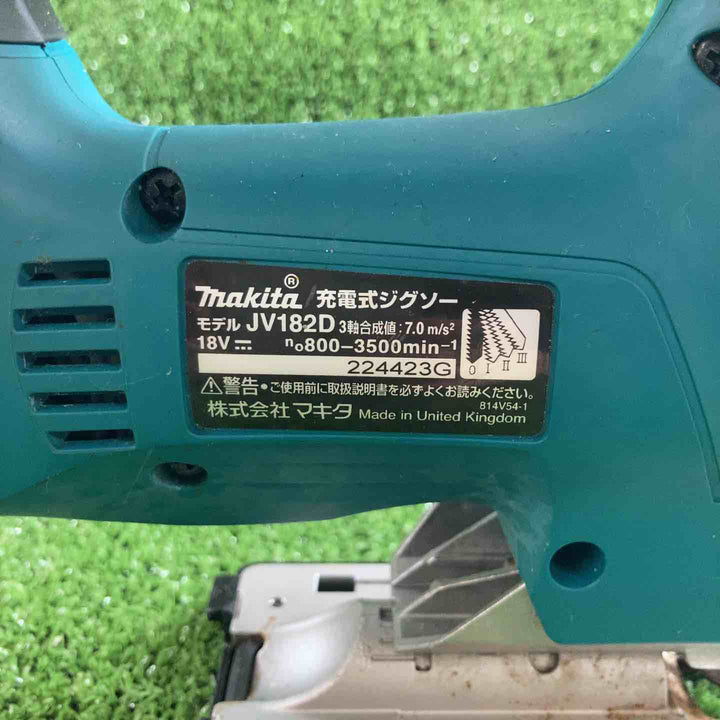 makita® 充電式ジグソー
モデル JV182D 3軸合成値:7.0 m/s²
18V⎓ n₀800–3500min⁻¹
224423G
0 I II III
⚠警告・ご使用前に取扱説明書を必ずよくお読みください。
814V54-1
株式会社マキタ Made in United Kingdom